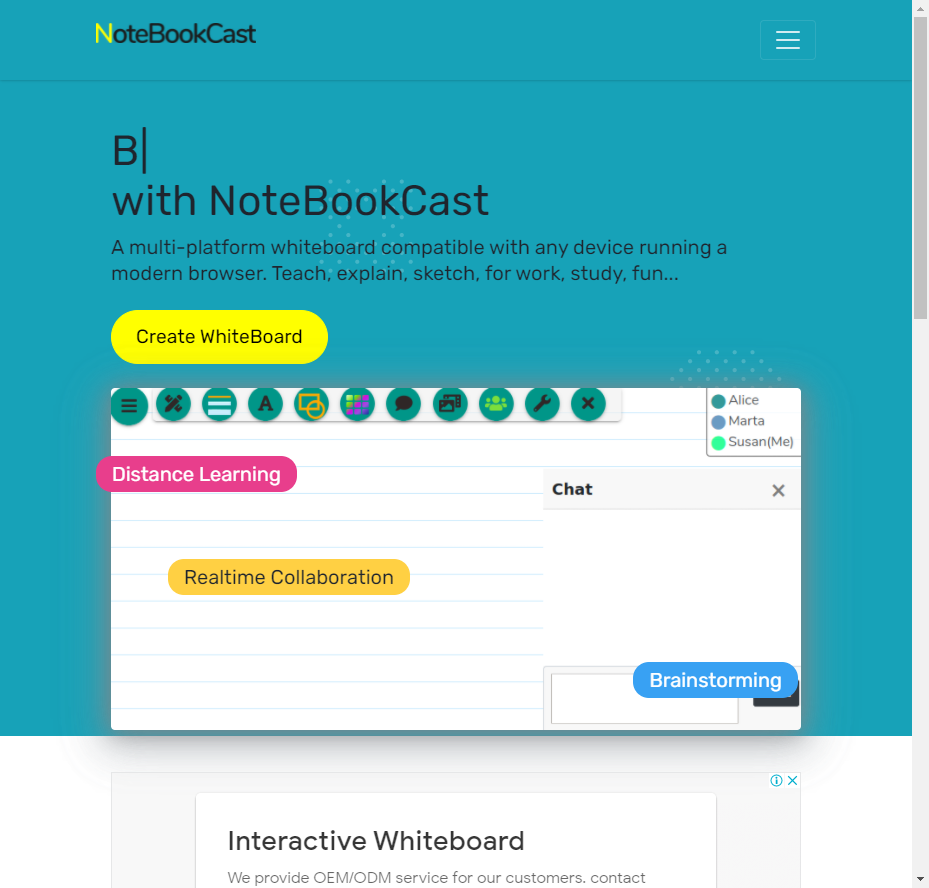 NoteBookCast
B|
with NoteBookCast
A multi-platform whiteboard compatible with any device running a
modern browser. Teach, explain, sketch, for work, study, fun...
Create WhiteBoard
A
Alice
Marta
Susan(Me)
Distance Learning
Chat
Realtime Collaboration
Brainstorming
Interactive Whiteboard
We provide OEM/ODM service for our customers. contact